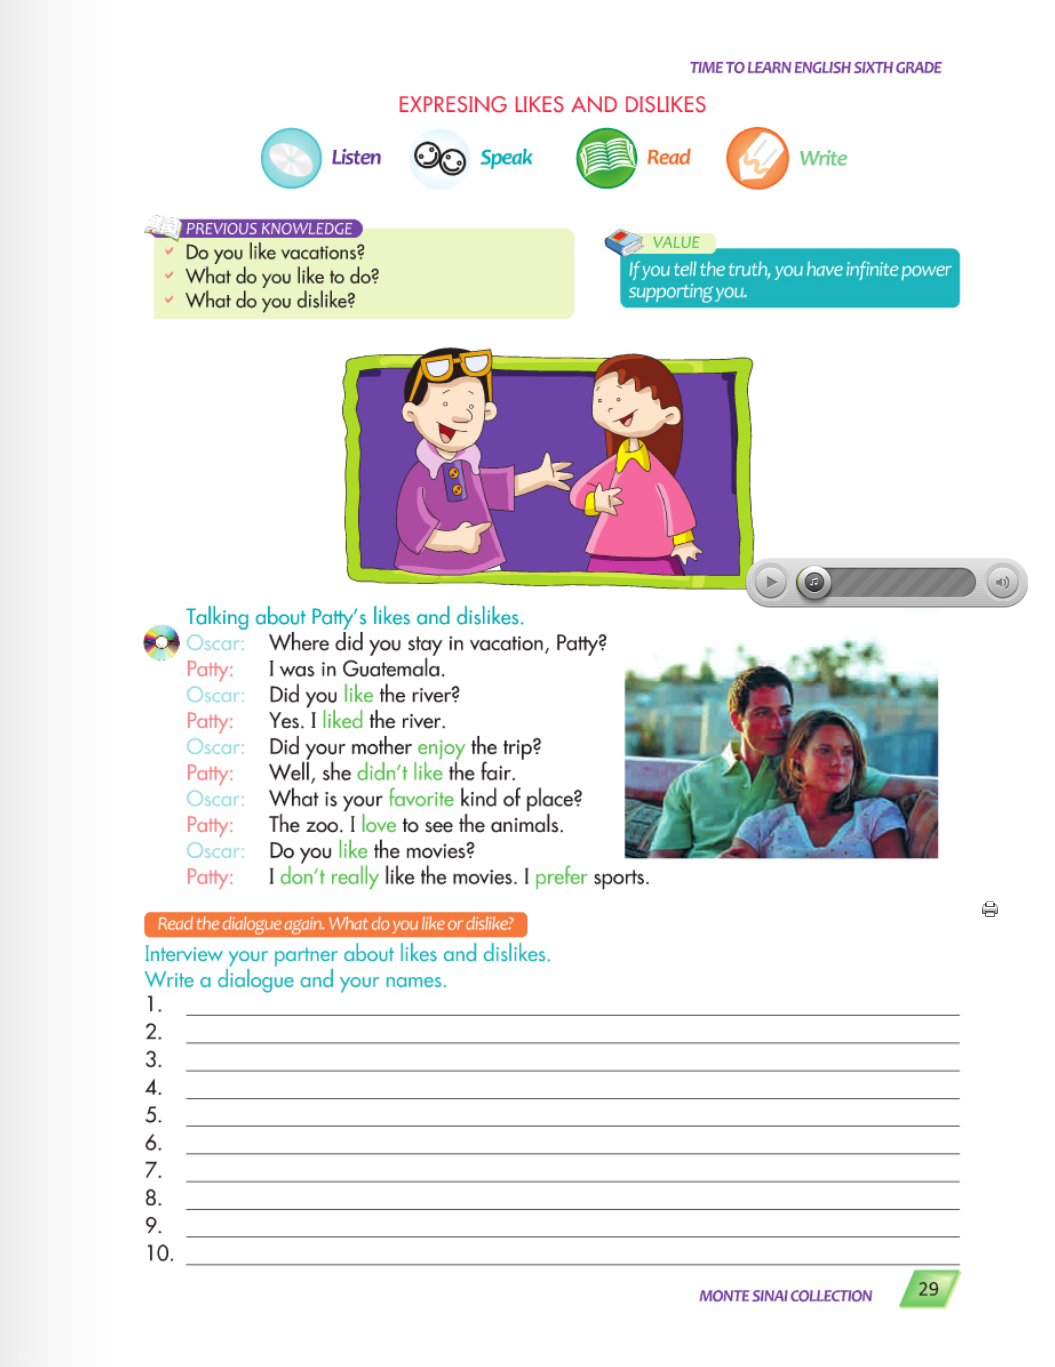 TIME TO LEARN ENGLISH SIXTH GRADE
EXPRESING LIKES AND DISLIKES
Listen
Speak
Read
Write
PREVIOUS KNOWLEDGE
Do you like vacations?
What do you like to do?
What do you dislike?
VALUE
If you tell the truth, you have infinite power
supporting you.
Talking about Patty's likes and dislikes.
Oscar: Where did you stay in vacation, Patty?
Patty: I was in Guatemala.
Oscar: Did you like the river?
Patty: Yes. I liked the river.
Oscar: Did your mother enjoy the trip?
Patty: Well, she didn't like the fair.
Oscar: What is your favorite kind of place?
Patty: The zoo. I love to see the animals.
Oscar: Do you like the movies?
Patty: I don't really like the movies. I prefer sports.
Read the dialogue again. What do you like or dislike?
Interview your partner about likes and dislikes.
Write a dialogue and your names.
1.
2.
3.
4.
5.
6.
7.
8.
9.
10.
MONTE SINAI COLLECTION
29